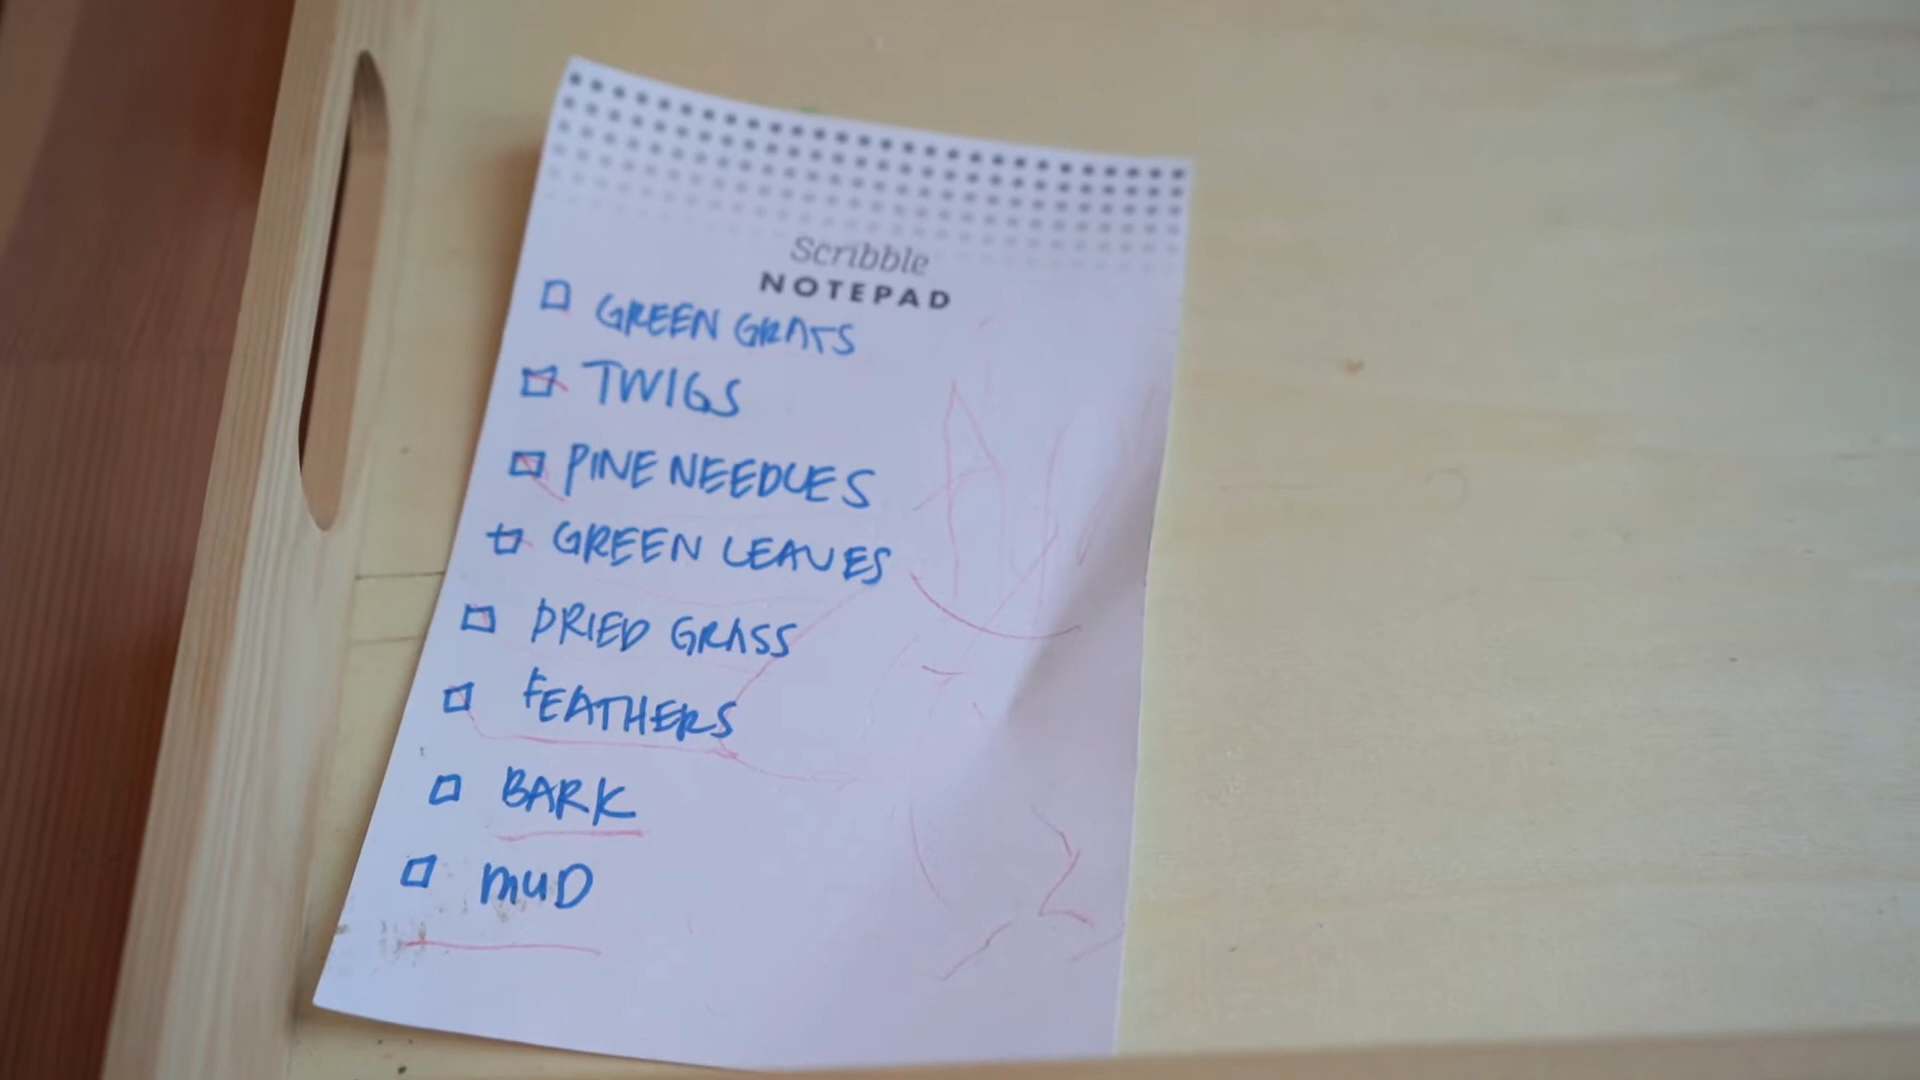 Scribble
NOTEPAD
GREEN GRATS
TWIGS
PINE NEEDLES
GREEN LEAVES
DRIED GRASS
FEATHERS
BARK
MUD